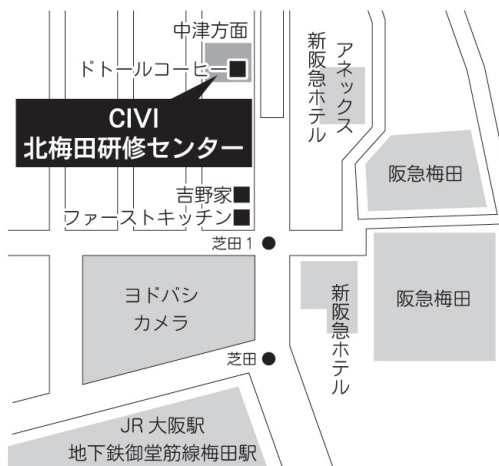 中津方面
ドトールコーヒー
CIVI
北梅田研修センター
新阪急ホテル
アネックス
阪急梅田
吉野家
ファーストキッチン
芝田1
ヨドバシ
カメラ
新阪急ホテル
阪急梅田
芝田
JR大阪駅
地下鉄御堂筋線梅田駅